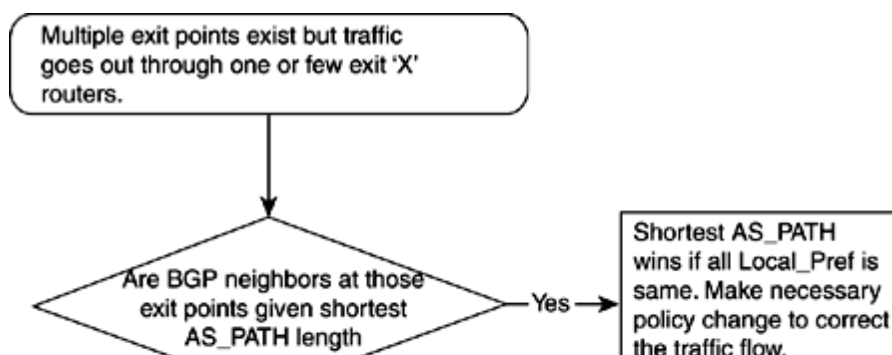 Multiple exit points exist but traffic
goes out through one or few exit 'X'
routers.
Are BGP neighbors at those
exit points given shortest
AS_PATH length
Yes
Shortest AS_PATH
wins if all Local_Pref is
same. Make necessary
policy change to correct
the traffic flow.